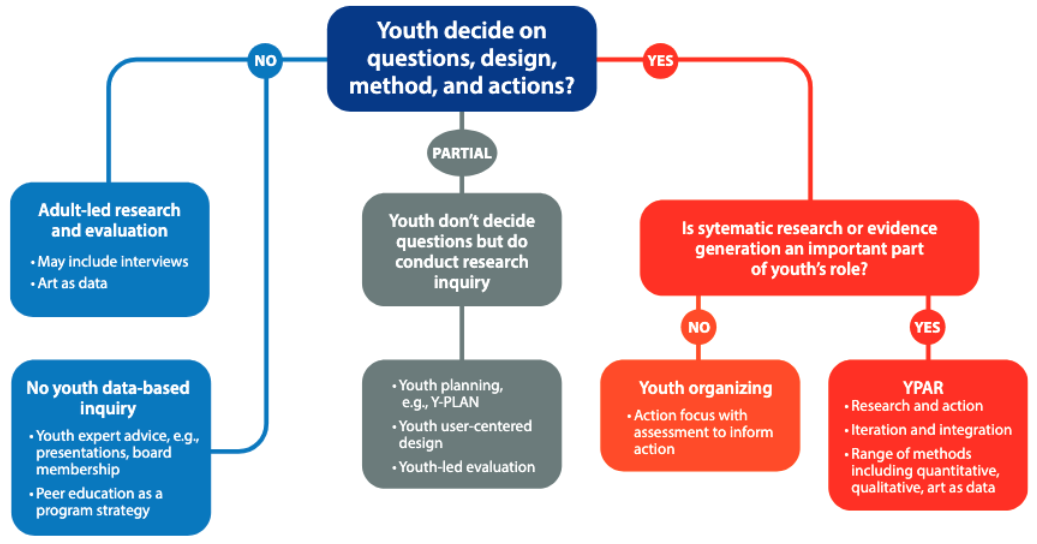 Youth decide on
questions, design,
method, and actions?
NO
YES
PARTIAL
Adult-led research
and evaluation
• May include interviews
• Art as data
Youth don't decide
questions but do
conduct research
inquiry
Is sytematic research or evidence
generation an important part
of youth's role?
NO
YES
No youth data-based
inquiry
• Youth expert advice, e.g.,
presentations, board
membership
• Peer education as a
program strategy
• Youth planning,
e.g., Y-PLAN
• Youth user-centered
design
• Youth-led evaluation
Youth organizing
• Action focus with
assessment to inform
action
YPAR
• Research and action
• Iteration and integration
• Range of methods
including quantitative,
qualitative, art as data